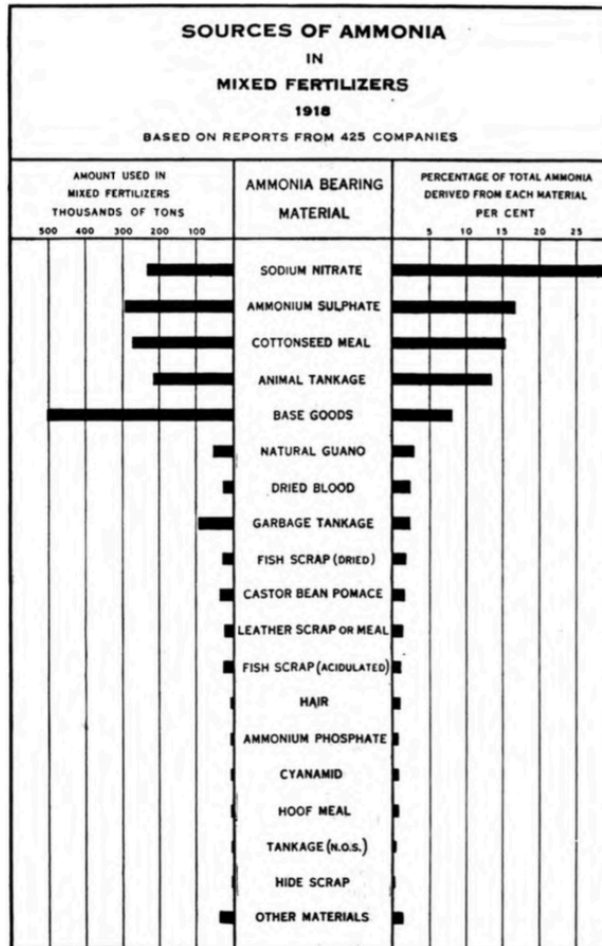 SOURCES OF AMMONIA
IN
MIXED FERTILIZERS
1918
BASED ON REPORTS FROM 425 COMPANIES
AMOUNT USED IN
MIXED FERTILIZERS
THOUSANDS OF TONS
AMMONIA BEARING
MATERIAL
PERCENTAGE OF TOTAL AMMONIA
DERIVED FROM EACH MATERIAL
PER CENT
500 400 300 200 100
5 10 15 20 25
SODIUM NITRATE
AMMONIUM SULPHATE
COTTONSEED MEAL
ANIMAL TANKAGE
BASE GOODS
NATURAL GUANO
DRIED BLOOD
GARBAGE TANKAGE
FISH SCRAP (DRIED)
CASTOR BEAN POMACE
LEATHER SCRAP OR MEAL
FISH SCRAP (ACIDULATED)
HAIR
AMMONIUM PHOSPHATE
CYANAMID
HOOF MEAL
TANKAGE (N.O.S.)
HIDE SCRAP
OTHER MATERIALS